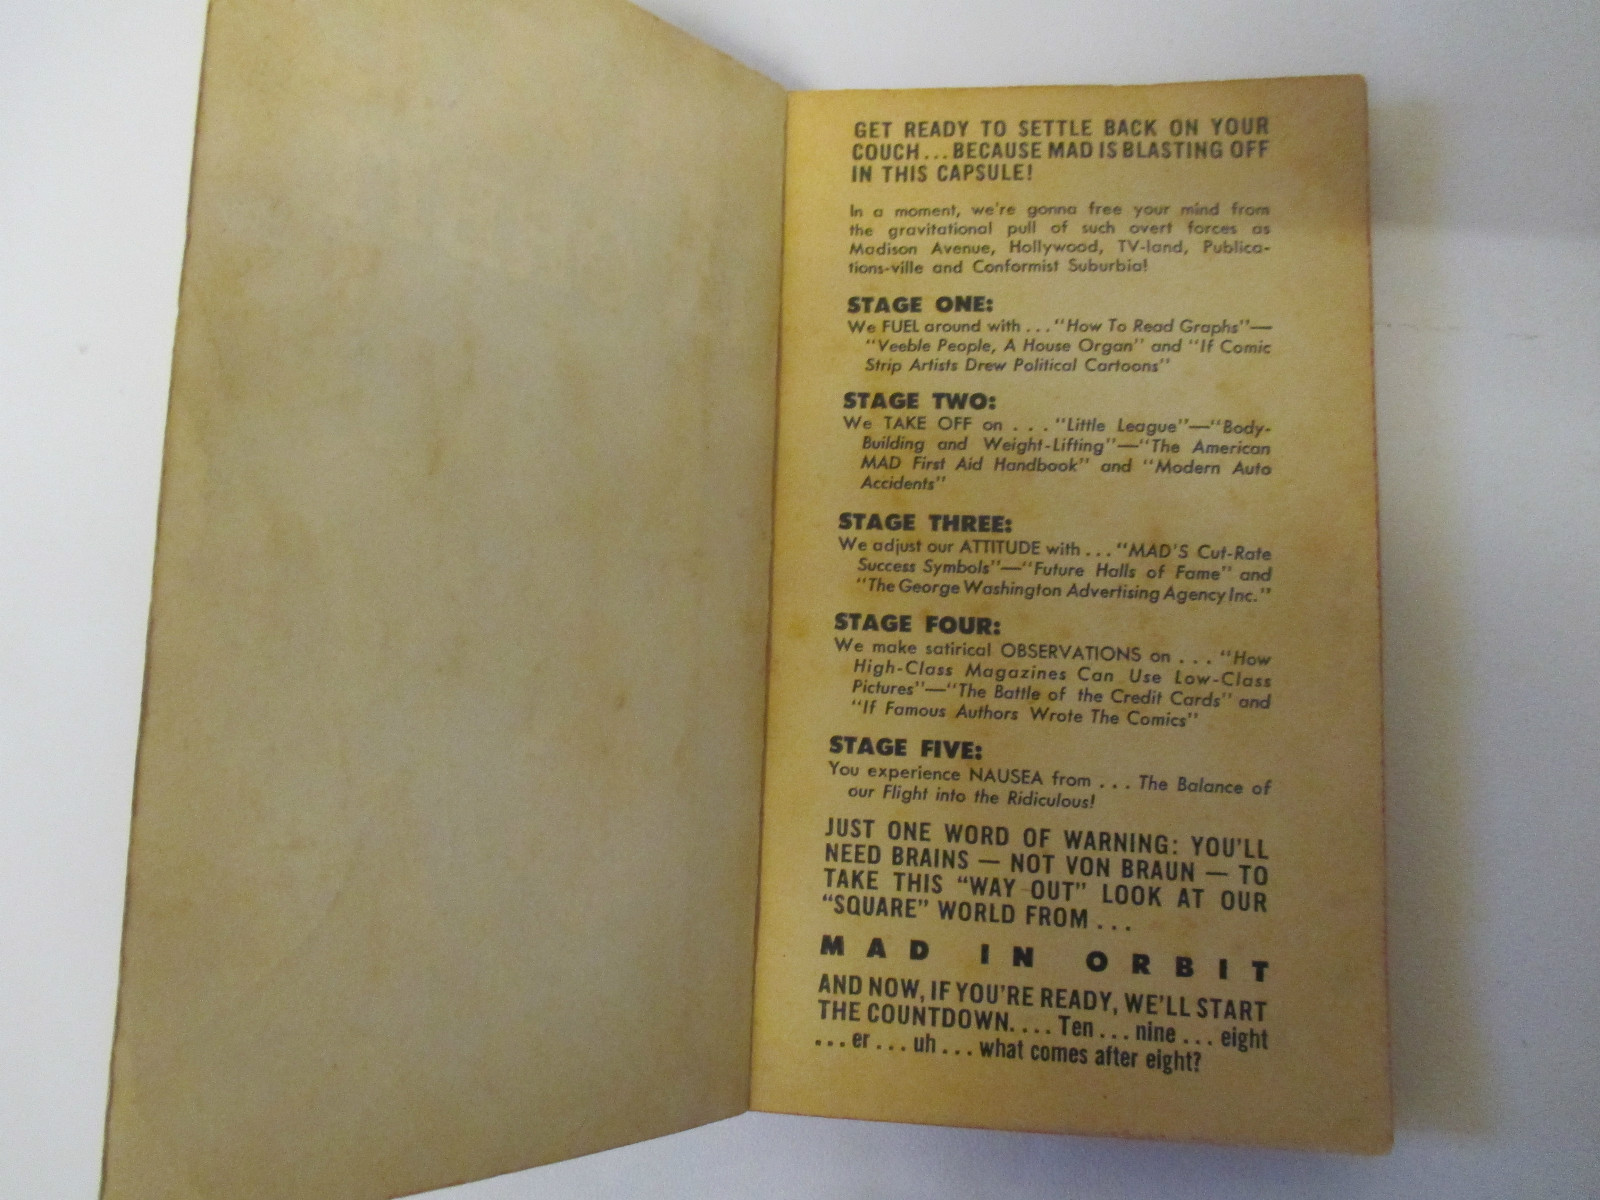 GET READY TO SETTLE BACK ON YOUR
COUCH... BECAUSE MAD IS BLASTING OFF
IN THIS CAPSULE!
In a moment, we're gonna free your mind from
the gravitational pull of such overt forces as
Madison Avenue, Hollywood, TV-land, Publica-
tions-ville and Conformist Suburbia!
STAGE ONE:
We FUEL around with . . . "How To Read Graphs"—
"Veeble People, A House Organ" and "If Comic
Strip Artists Drew Political Cartoons"
STAGE TWO:
We TAKE OFF on . . . "Little League"—"Body-
Building and Weight-Lifting"—"The American
MAD First Aid Handbook" and "Modern Auto
Accidents"
STAGE THREE:
We adjust our ATTITUDE with . . . "MAD'S Cut-Rate
Success Symbols"—"Future Halls of Fame" and
"The George Washington Advertising Agency Inc."
STAGE FOUR:
We make satirical OBSERVATIONS on . . . "How
High-Class Magazines Can Use Low-Class
Pictures"—"The Battle of the Credit Cards" and
"If Famous Authors Wrote The Comics"
STAGE FIVE:
You experience NAUSEA from . . . The Balance of
our Flight into the Ridiculous!
JUST ONE WORD OF WARNING: YOU'LL
NEED BRAINS — NOT VON BRAUN — TO
TAKE THIS "WAY OUT" LOOK AT OUR
"SQUARE" WORLD FROM . . .
MAD IN ORBIT
AND NOW, IF YOU'RE READY, WE'LL START
THE COUNTDOWN. . . . Ten . . . nine . . . eight
. . . er . . . uh . . . what comes after eight?